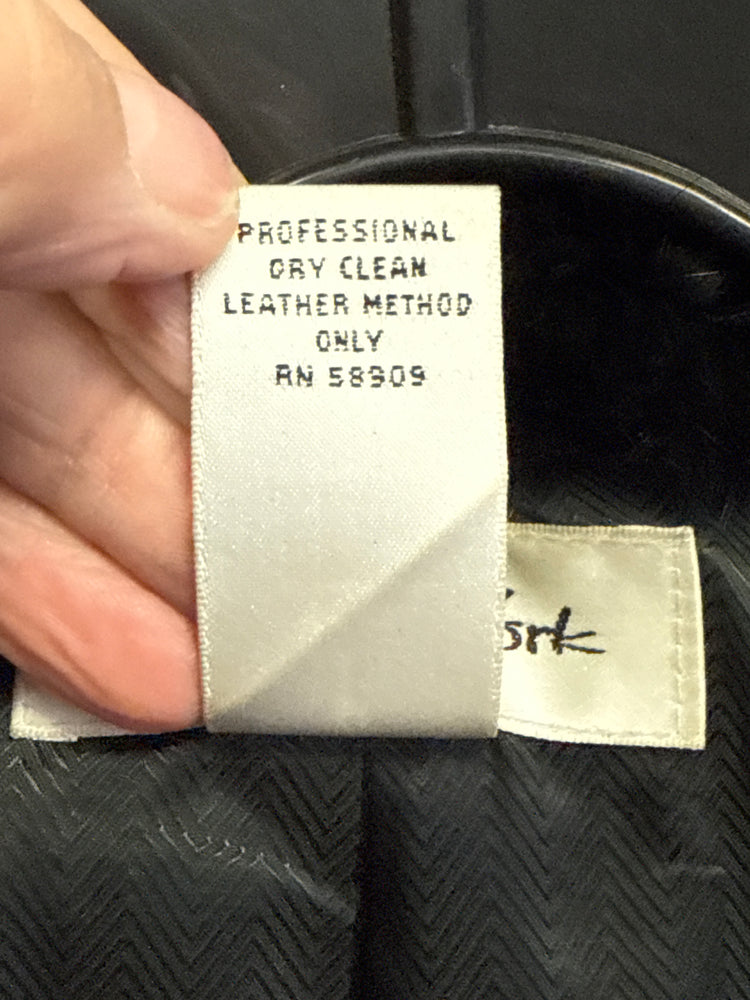 PROFESSIONAL
DRY CLEAN
LEATHER METHOD
ONLY
RN 58909